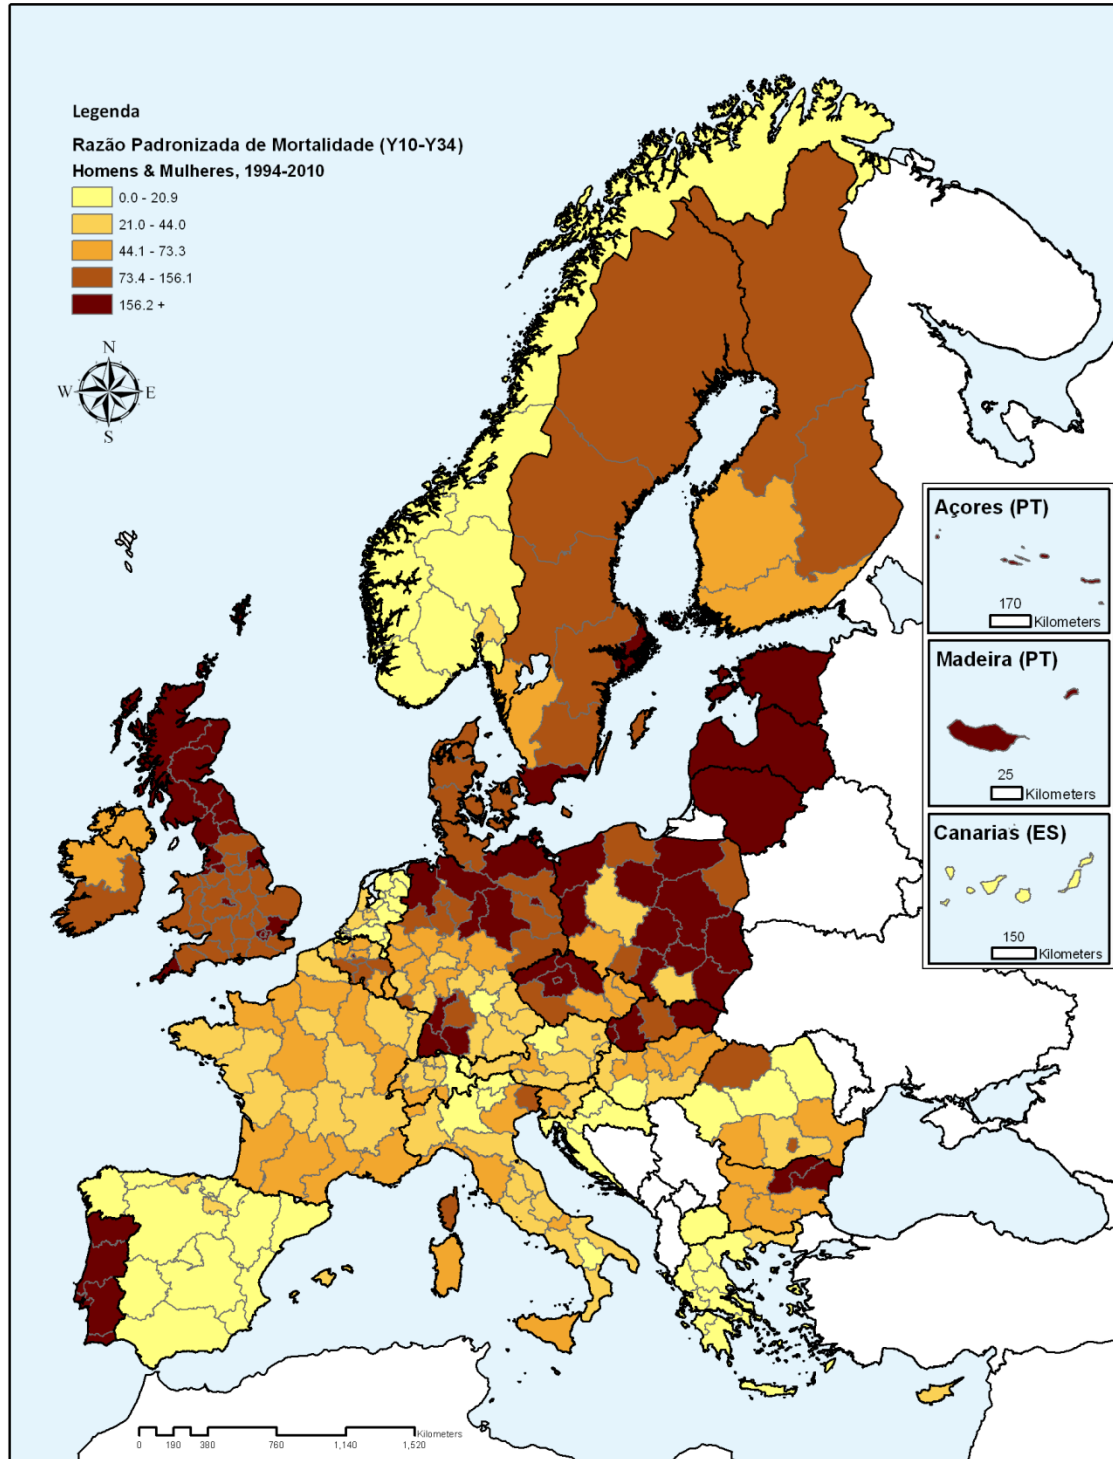 Legenda
Razão Padronizada de Mortalidade (Y10-Y34)
Homens & Mulheres, 1994-2010
0.0 - 20.9
21.0 - 44.0
44.1 - 73.3
73.4 - 156.1
156.2 +
N
W E
S
Açores (PT)
170
Kilometers
Madeira (PT)
25
Kilometers
Canarias (ES)
150
Kilometers
Kilometers
0 190 380 760 1,140 1,520